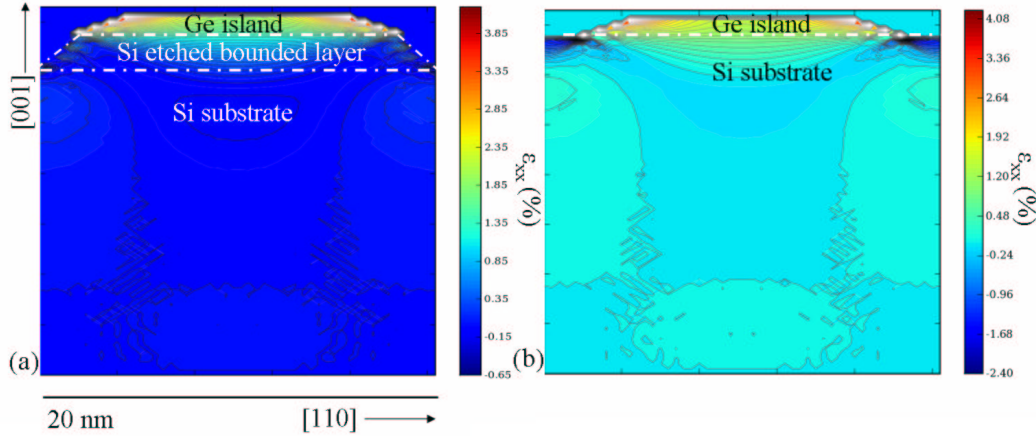 Ge island
Si etched bounded layer
Si substrate
[001]
(a)
3.85
3.35
2.85
2.35
1.85
1.35
0.85
0.35
-0.15
-0.65
εxx (%)
20 nm
[110]
Ge island
Si substrate
(b)
4.08
3.36
2.64
1.92
1.20
0.48
-0.24
-0.96
-1.68
-2.40
εxx (%)